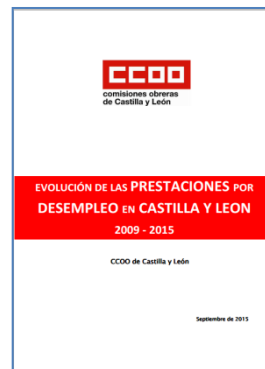 CCOO
comisiones obreras
de Castilla y León
EVOLUCIÓN DE LAS PRESTACIONES POR
DESEMPLEO EN CASTILLA Y LEON
2009 - 2015
CCOO de Castilla y León
Septiembre de 2015